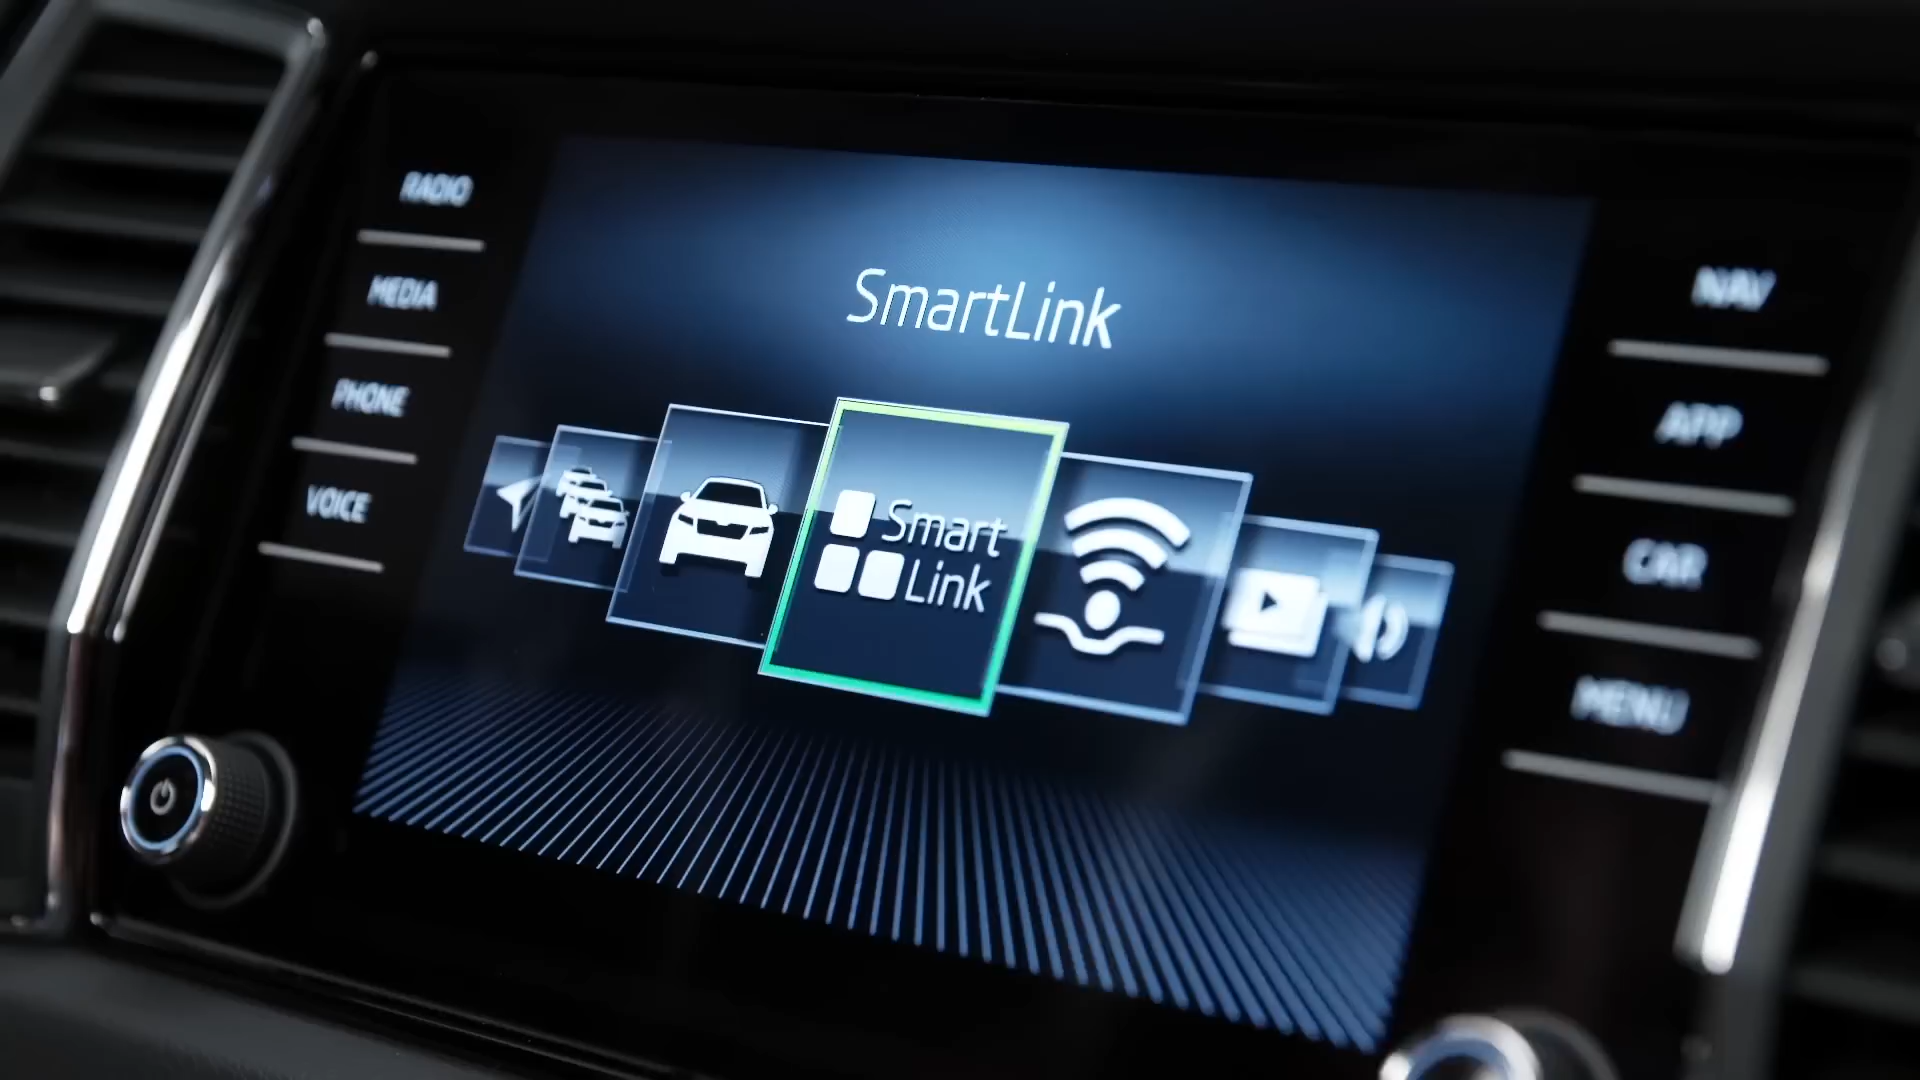 RADIO
MEDIA
PHONE
VOICE
SmartLink
Smart
Link
NAV
APP
CAR
MENU